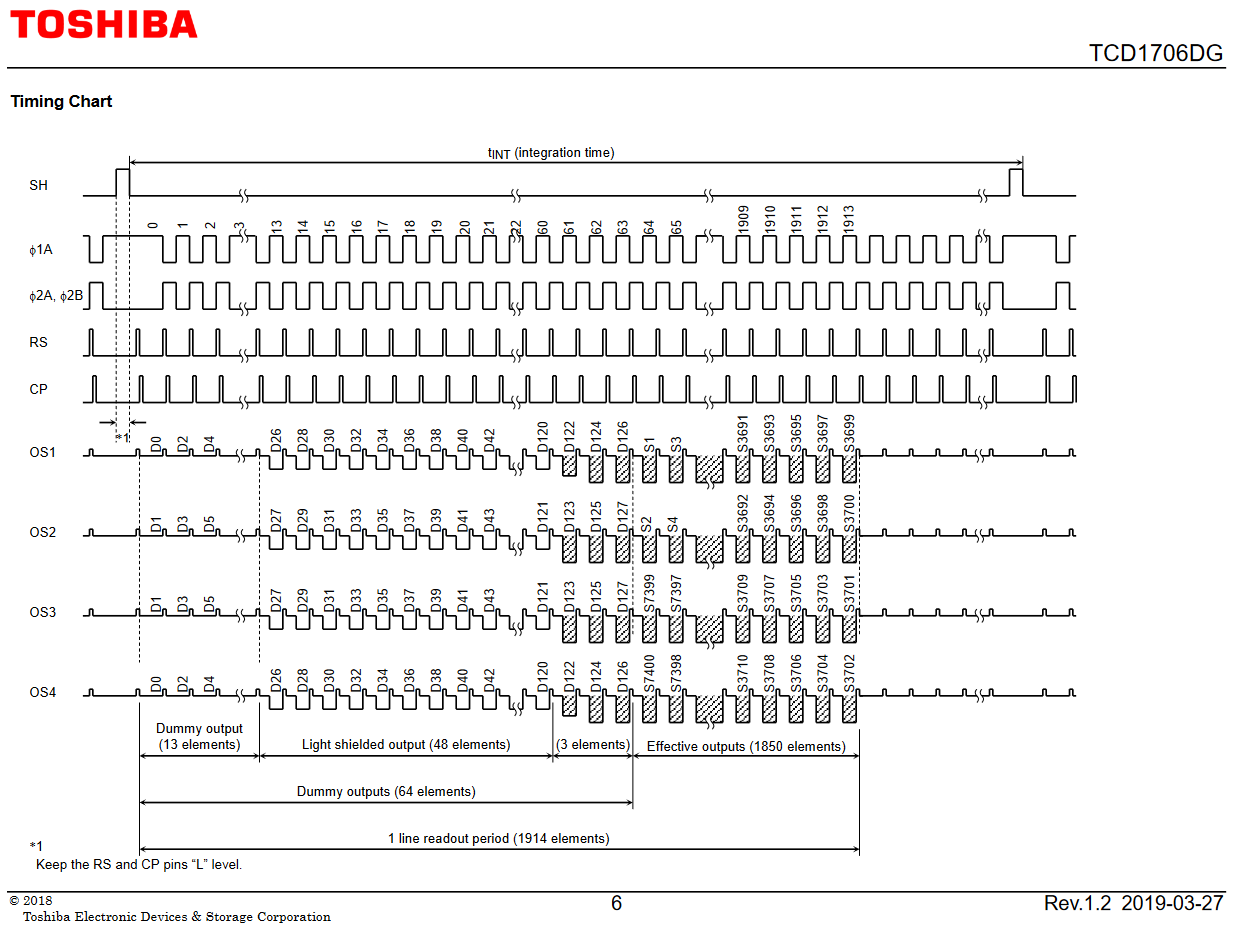 TOSHIBA
TCD1706DG
Timing Chart
tINT (integration time)
SH
0 1 2 3 13 14 15 16 17 18 19 20 21 22 60 61 62 63 64 65 1909 1910 1911 1912 1913
ϕ1A
ϕ2A, ϕ2B
RS
CP
*1
D0 D2 D4 D26 D28 D30 D32 D34 D36 D38 D40 D42 D120 D122 D124 D126 S1 S3 S3691 S3693 S3695 S3697 S3699
OS1
D1 D3 D5 D27 D29 D31 D33 D35 D37 D39 D41 D43 D121 D123 D125 D127 S2 S4 S3692 S3694 S3696 S3698 S3700
OS2
D1 D3 D5 D27 D29 D31 D33 D35 D37 D39 D41 D43 D121 D123 D125 D127 S7399 S7397 S3709 S3707 S3705 S3703 S3701
OS3
D0 D2 D4 D26 D28 D30 D32 D34 D36 D38 D40 D42 D120 D122 D124 D126 S7400 S7398 S3710 S3708 S3706 S3704 S3702
OS4
Dummy output
(13 elements)
Light shielded output (48 elements)
(3 elements)
Effective outputs (1850 elements)
Dummy outputs (64 elements)
1 line readout period (1914 elements)
*1
Keep the RS and CP pins “L” level.
© 2018
Toshiba Electronic Devices & Storage Corporation
6
Rev.1.2 2019-03-27